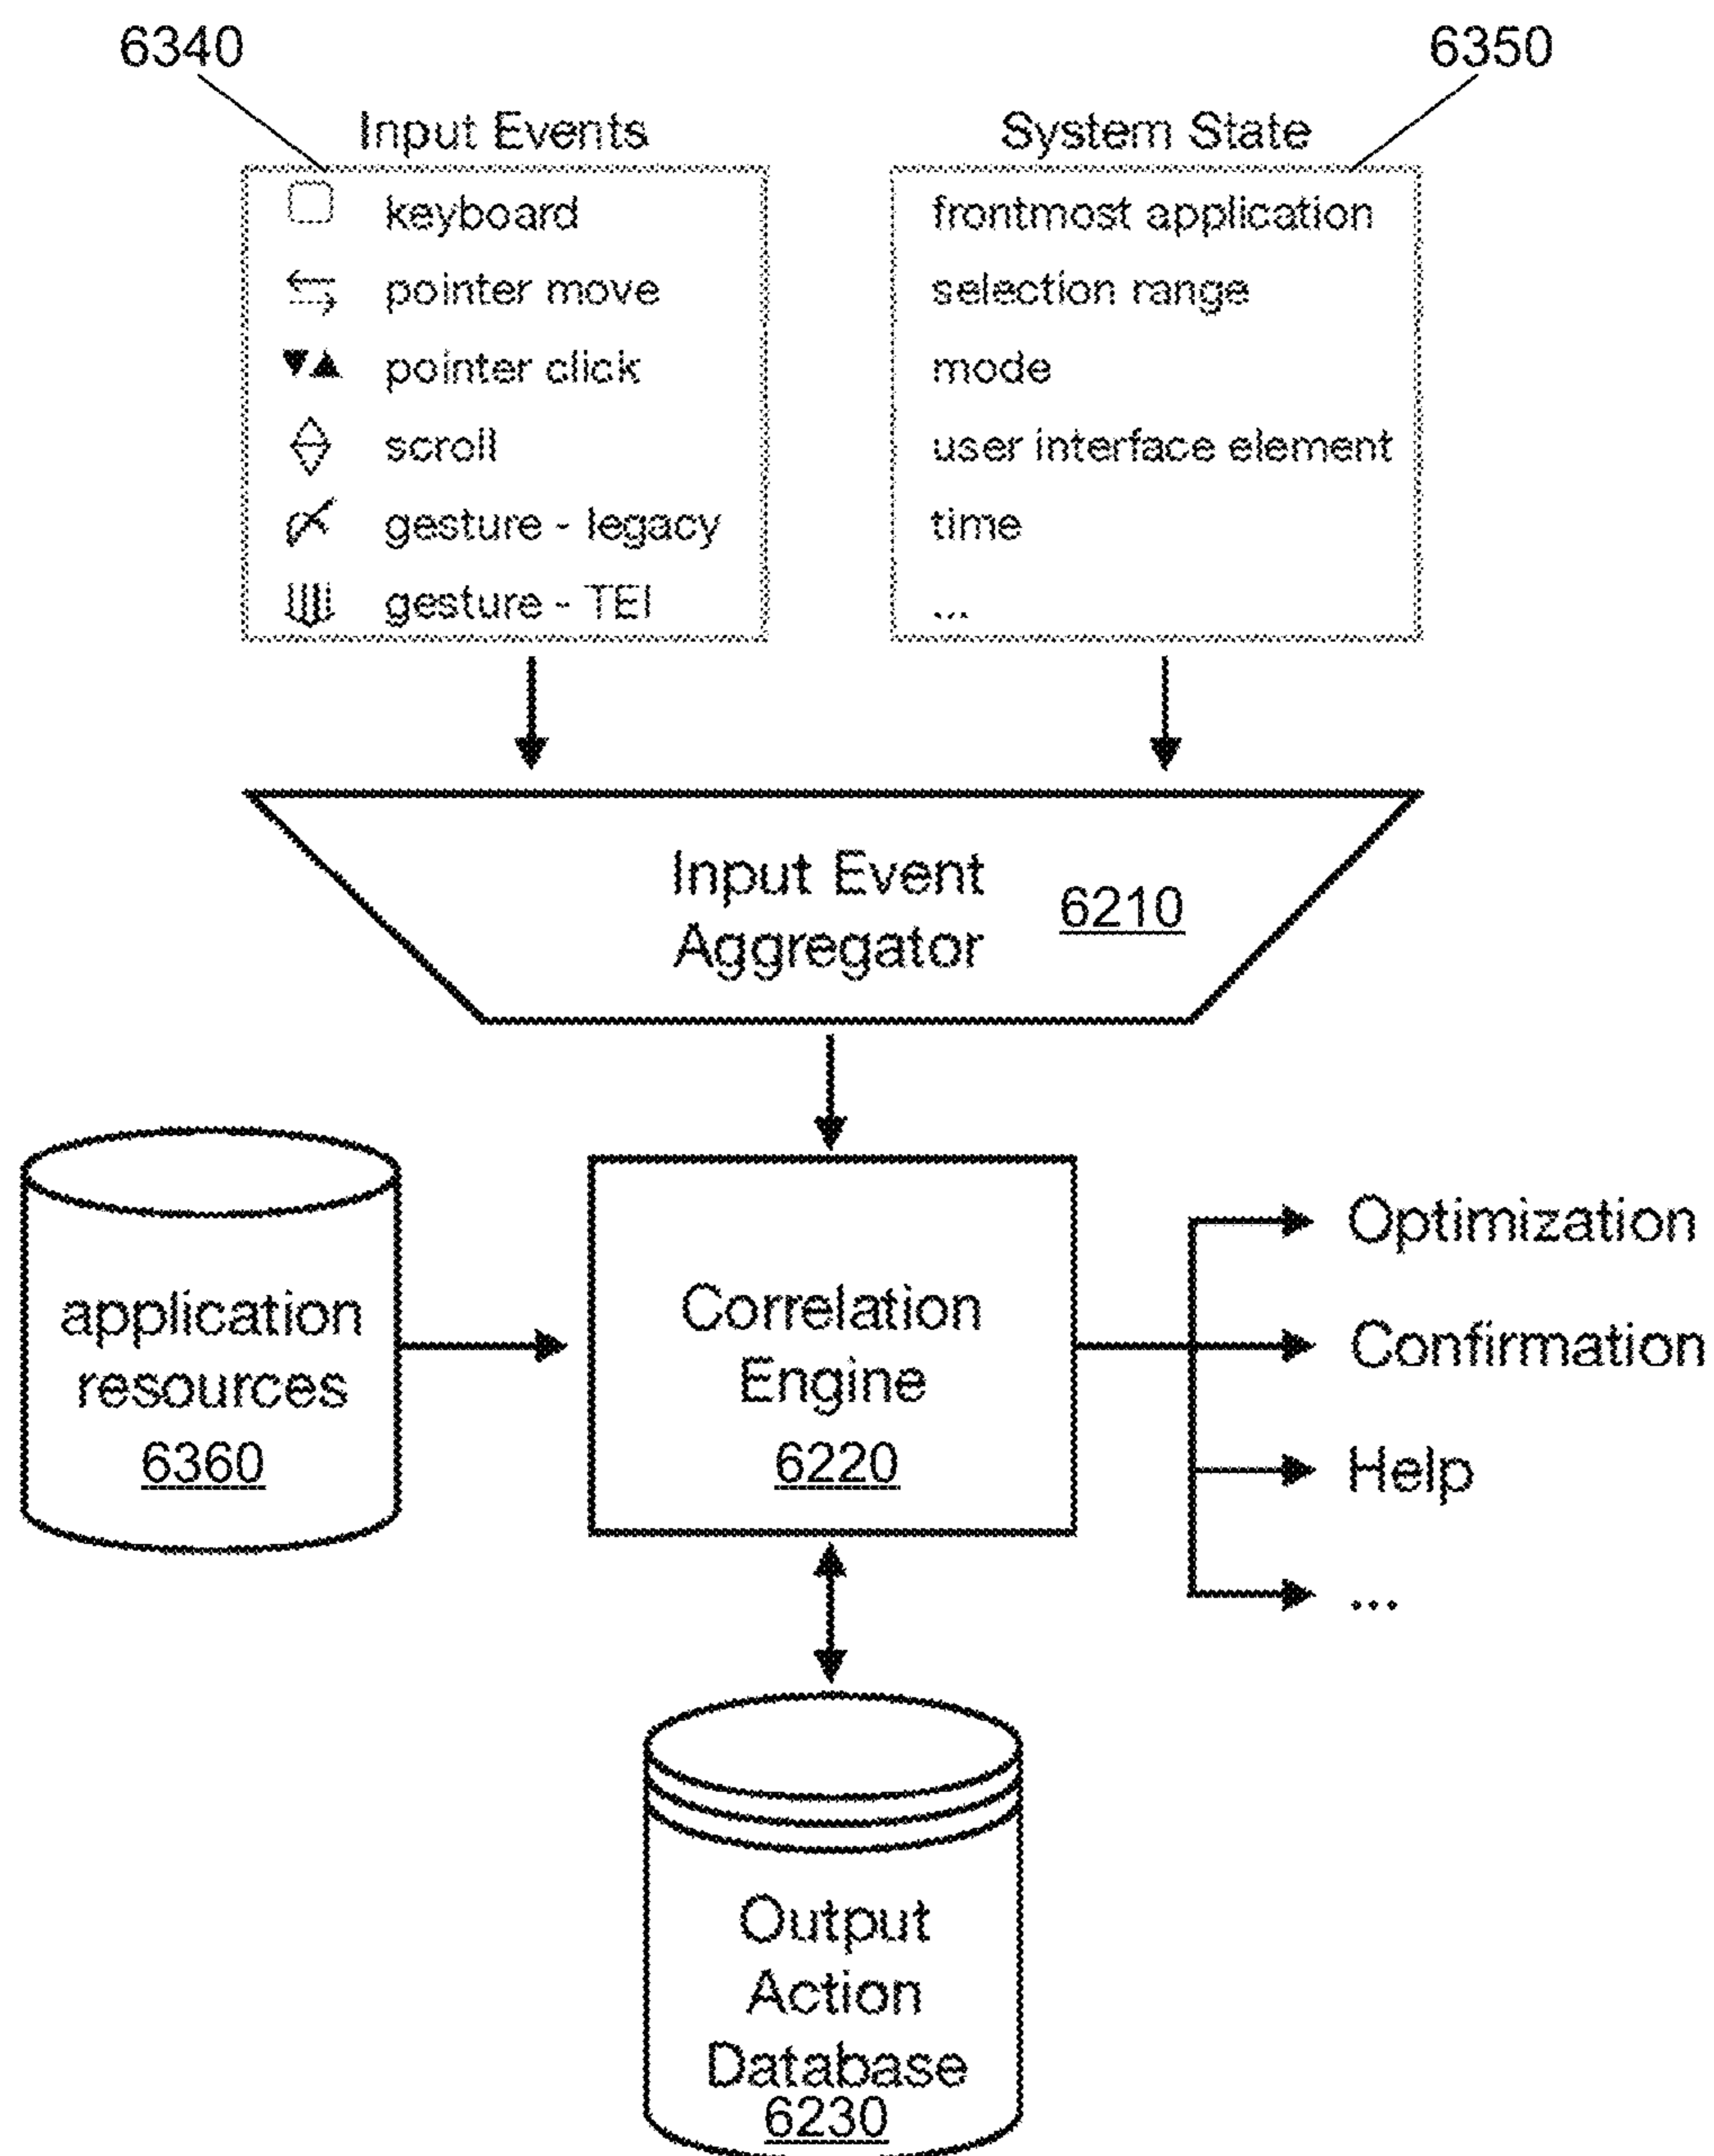 6340
6350
Input Events
System State
keyboard
pointer move
pointer click
scroll
gesture - legacy
gesture - TEI
frontmost application
selection range
mode
user interface element
time
...
Input Event
Aggregator
6210
application
resources
6360
Correlation
Engine
6220
Optimization
Confirmation
Help
...
Output
Action
Database
6230